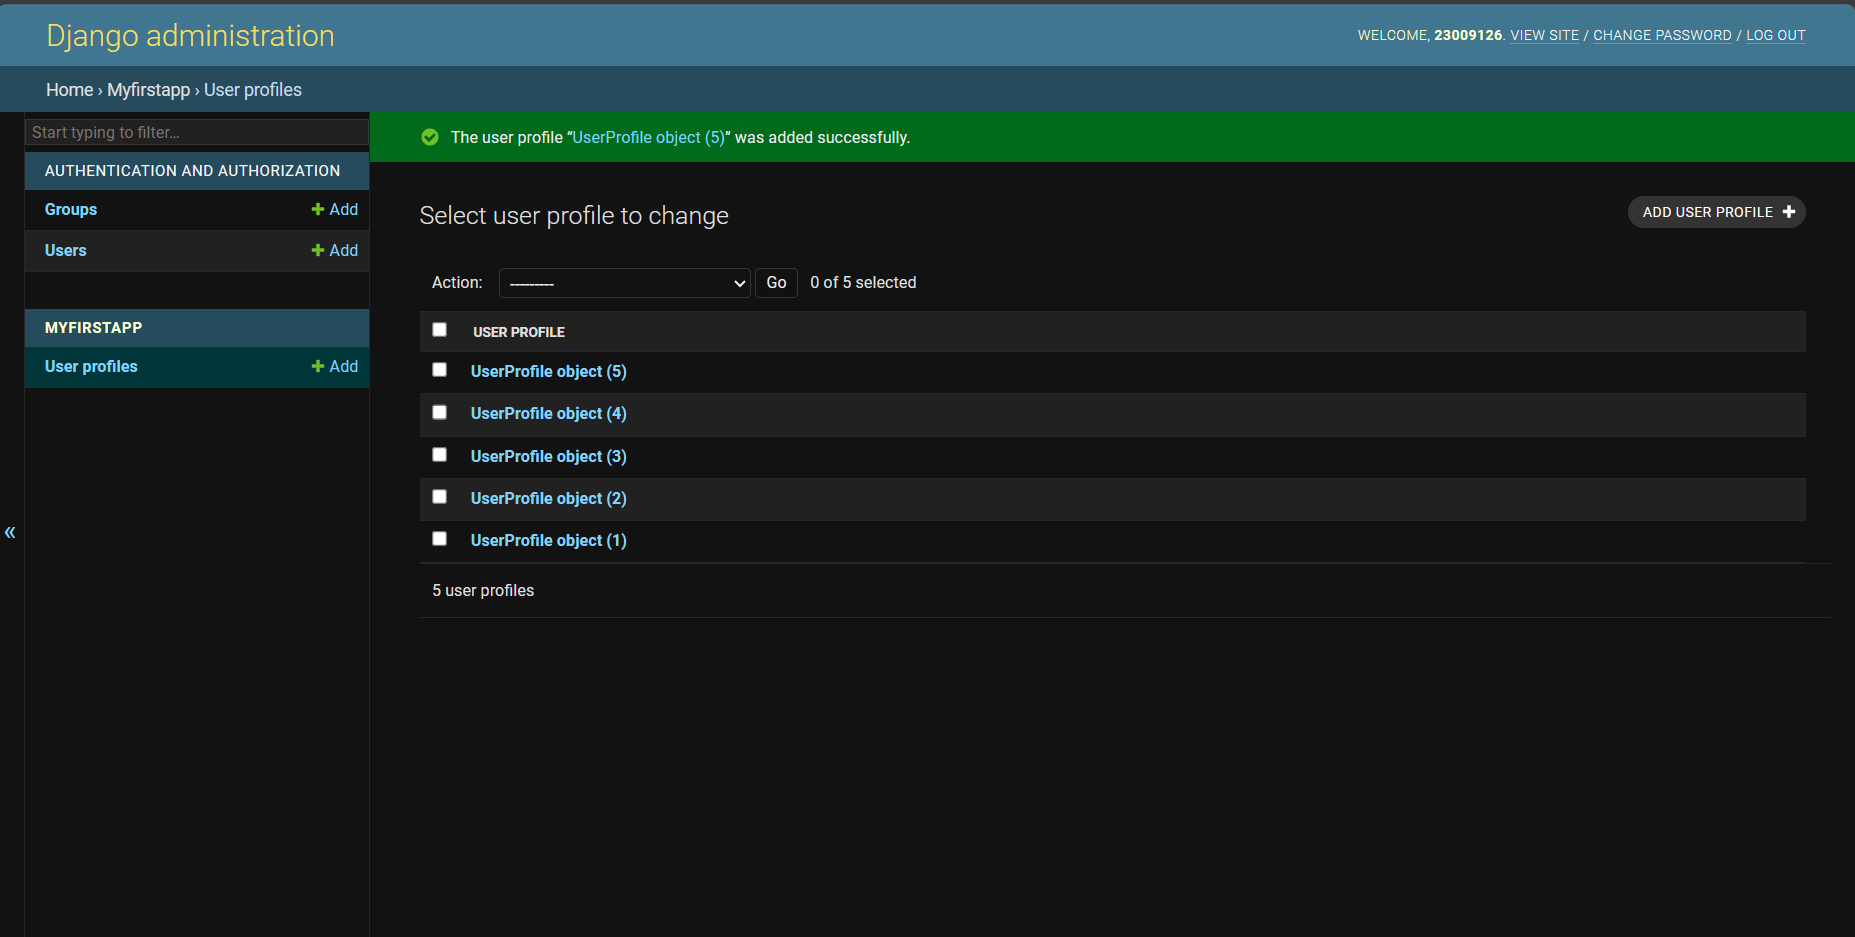 Django administration
WELCOME, 23009126. VIEW SITE / CHANGE PASSWORD / LOG OUT
Home › Myfirstapp › User profiles
Start typing to filter...
AUTHENTICATION AND AUTHORIZATION
Groups + Add
Users + Add
MYFIRSTAPP
User profiles + Add
«
The user profile “UserProfile object (5)” was added successfully.
Select user profile to change
ADD USER PROFILE +
Action: --------- Go 0 of 5 selected
USER PROFILE
UserProfile object (5)
UserProfile object (4)
UserProfile object (3)
UserProfile object (2)
UserProfile object (1)
5 user profiles